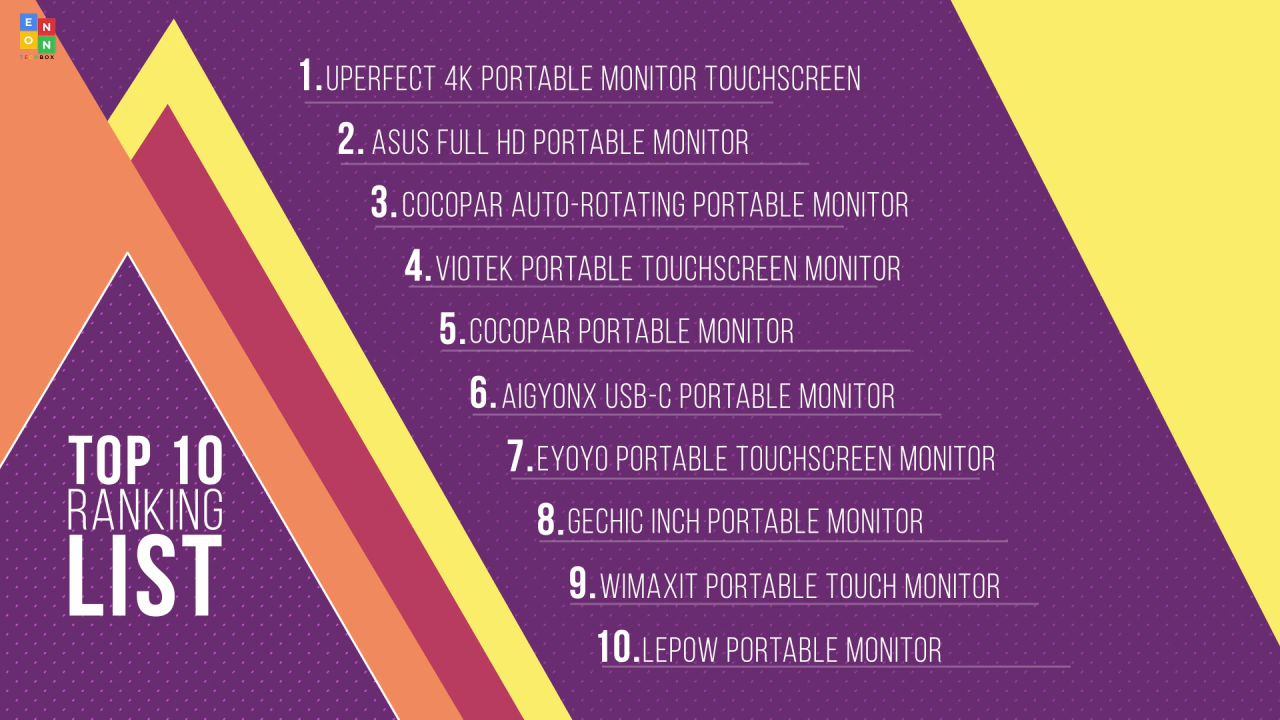 E N
O N
TECHBOX
1. UPERFECT 4K PORTABLE MONITOR TOUCHSCREEN
2. ASUS FULL HD PORTABLE MONITOR
3. COCOPAR AUTO-ROTATING PORTABLE MONITOR
4. VIOTEK PORTABLE TOUCHSCREEN MONITOR
5. COCOPAR PORTABLE MONITOR
6. AIGYONX USB-C PORTABLE MONITOR
7. EYOYO PORTABLE TOUCHSCREEN MONITOR
8. GECHIC INCH PORTABLE MONITOR
9. WIMAXIT PORTABLE TOUCH MONITOR
10. LEPOW PORTABLE MONITOR
TOP 10
RANKING
LIST